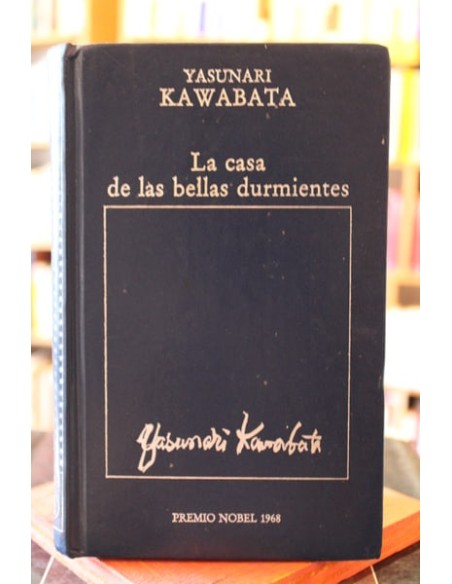 YASUNARI
KAWABATA
La casa
de las bellas durmientes
Yasunari Kawabata
PREMIO NOBEL 1968